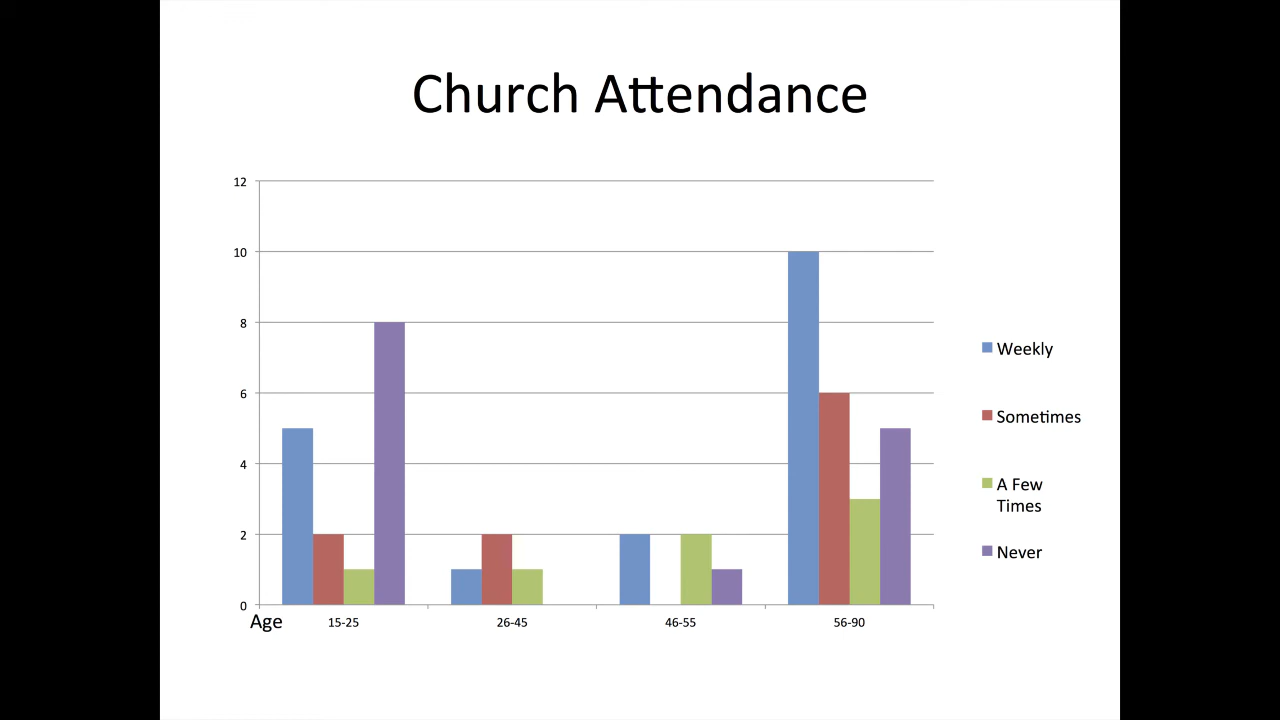 Church Attendance
12
10
8
6
4
2
0
Age
15-25
26-45
46-55
56-90
Weekly
Sometimes
A Few
Times
Never